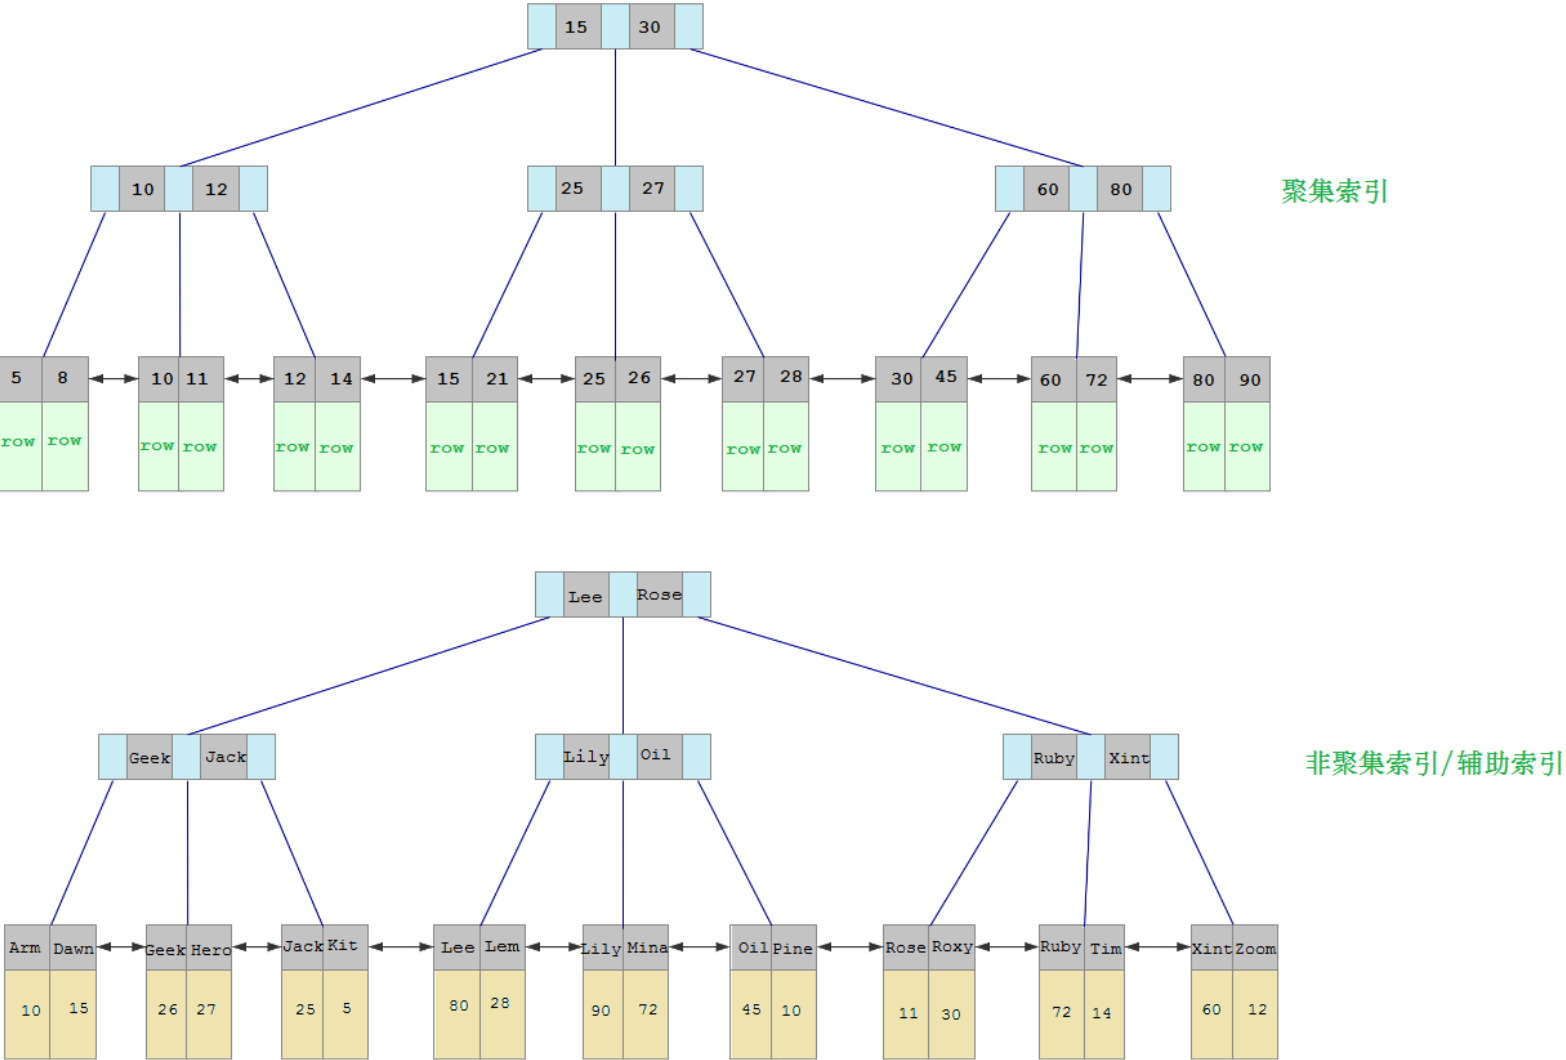 15 30
10 12
25 27
60 80
聚集索引
5 8 10 11 12 14 15 21 25 26 27 28 30 45 60 72 80 90
row row row row row row row row row row row row row row row row row row
Lee Rose
Geek Jack
Lily Oil
Ruby Xint
非聚集索引/辅助索引
Arm Dawn Geek Hero Jack Kit Lee Lem Lily Mina Oil Pine Rose Roxy Ruby Tim Xint Zoom
10 15 26 27 25 5 80 28 90 72 45 10 11 30 72 14 60 12